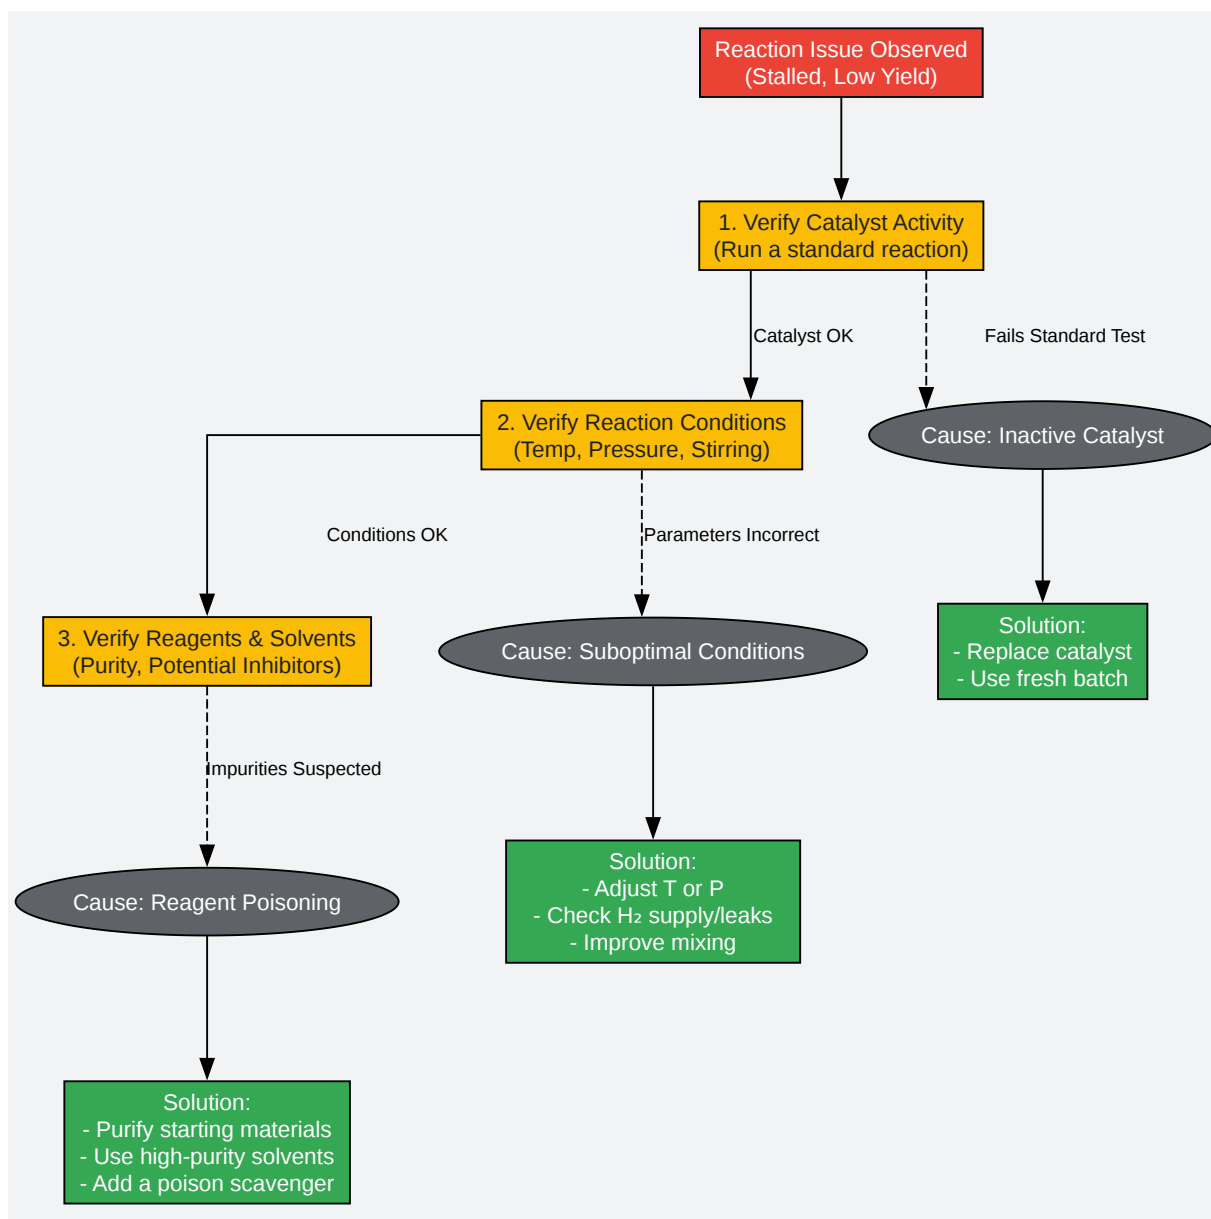 Reaction Issue Observed
(Stalled, Low Yield)
1. Verify Catalyst Activity
(Run a standard reaction)
Catalyst OK
Fails Standard Test
2. Verify Reaction Conditions
(Temp, Pressure, Stirring)
Cause: Inactive Catalyst
Conditions OK
Parameters Incorrect
3. Verify Reagents & Solvents
(Purity, Potential Inhibitors)
Cause: Suboptimal Conditions
Solution:
- Replace catalyst
- Use fresh batch
Impurities Suspected
Cause: Reagent Poisoning
Solution:
- Adjust T or P
- Check H₂ supply/leaks
- Improve mixing
Solution:
- Purify starting materials
- Use high-purity solvents
- Add a poison scavenger